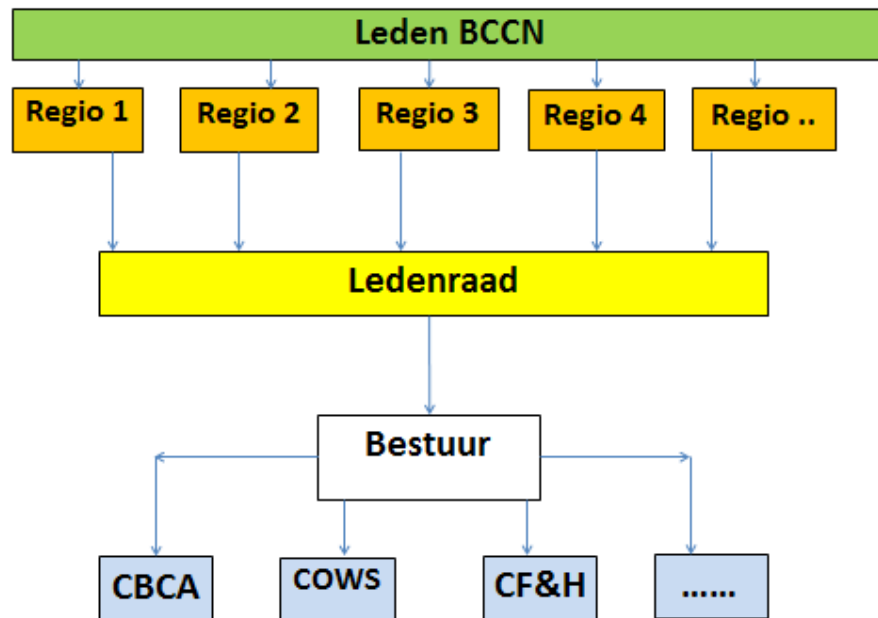 Leden BCCN
Regio 1
Regio 2
Regio 3
Regio 4
Regio ..
Ledenraad
Bestuur
CBCA
COWS
CF&H
......